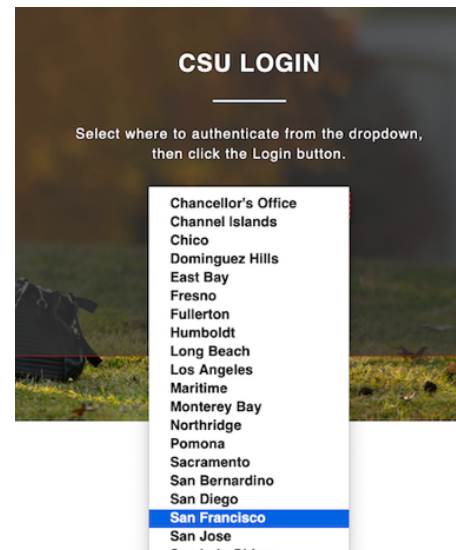 CSU LOGIN
Select where to authenticate from the dropdown,
then click the Login button.
Chancellor's Office
Channel Islands
Chico
Dominguez Hills
East Bay
Fresno
Fullerton
Humboldt
Long Beach
Los Angeles
Maritime
Monterey Bay
Northridge
Pomona
Sacramento
San Bernardino
San Diego
San Francisco
San Jose